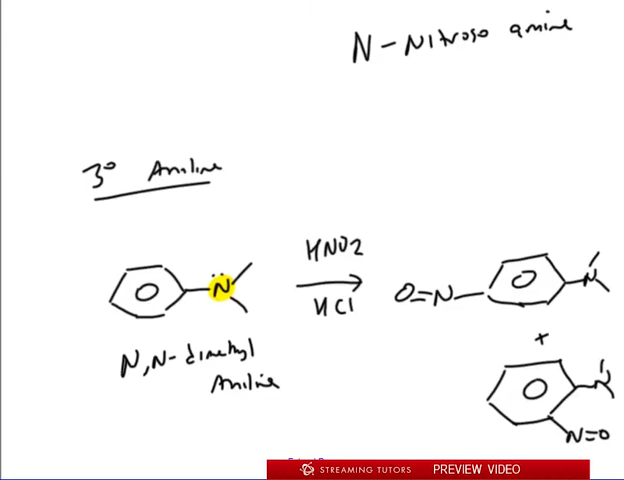 N-Nitroso amine
3° Aniline
HNO2
HCl
N
O=N
N
+
N,N-dimethyl
Aniline
N
N=O
STREAMING TUTORS PREVIEW VIDEO